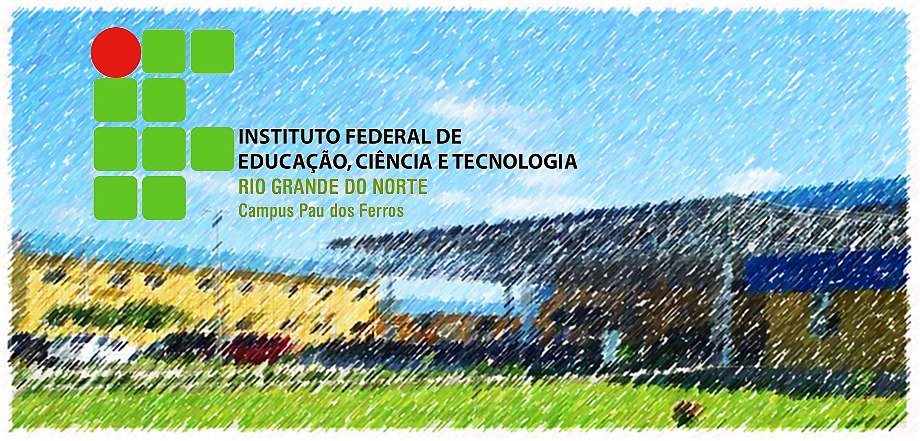 INSTITUTO FEDERAL DE
EDUCAÇÃO, CIÊNCIA E TECNOLOGIA
RIO GRANDE DO NORTE
Campus Pau dos Ferros